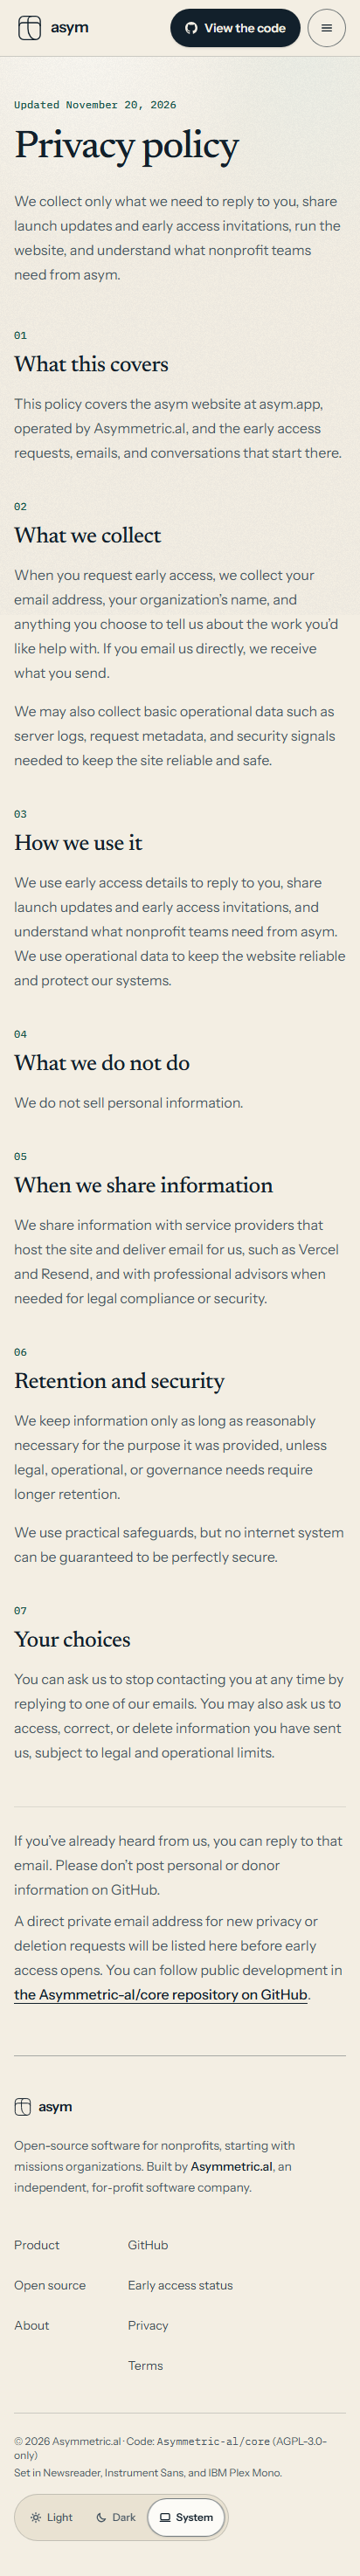 asym
View the code
Updated November 20, 2026
Privacy policy
We collect only what we need to reply to you, share
launch updates and early access invitations, run the
website, and understand what nonprofit teams
need from asym.
01
What this covers
This policy covers the asym website at asym.app,
operated by Asymmetric.al, and the early access
requests, emails, and conversations that start there.
02
What we collect
When you request early access, we collect your
email address, your organization’s name, and
anything you choose to tell us about the work you’d
like help with. If you email us directly, we receive
what you send.
We may also collect basic operational data such as
server logs, request metadata, and security signals
needed to keep the site reliable and safe.
03
How we use it
We use early access details to reply to you, share
launch updates and early access invitations, and
understand what nonprofit teams need from asym.
We use operational data to keep the website reliable
and protect our systems.
04
What we do not do
We do not sell personal information.
05
When we share information
We share information with service providers that
host the site and deliver email for us, such as Vercel
and Resend, and with professional advisors when
needed for legal compliance or security.
06
Retention and security
We keep information only as long as reasonably
necessary for the purpose it was provided, unless
legal, operational, or governance needs require
longer retention.
We use practical safeguards, but no internet system
can be guaranteed to be perfectly secure.
07
Your choices
You can ask us to stop contacting you at any time by
replying to one of our emails. You may also ask us to
access, correct, or delete information you have sent
us, subject to legal and operational limits.
If you’ve already heard from us, you can reply to that
email. Please don’t post personal or donor
information on GitHub.
A direct private email address for new privacy or
deletion requests will be listed here before early
access opens. You can follow public development in
the Asymmetric-al/core repository on GitHub.
asym
Open-source software for nonprofits, starting with
missions organizations. Built by Asymmetric.al, an
independent, for-profit software company.
Product
GitHub
Open source
Early access status
About
Privacy
Terms
© 2026 Asymmetric.al · Code: Asymmetric-al/core (AGPL-3.0-
only)
Set in Newsreader, Instrument Sans, and IBM Plex Mono.
Light
Dark
System